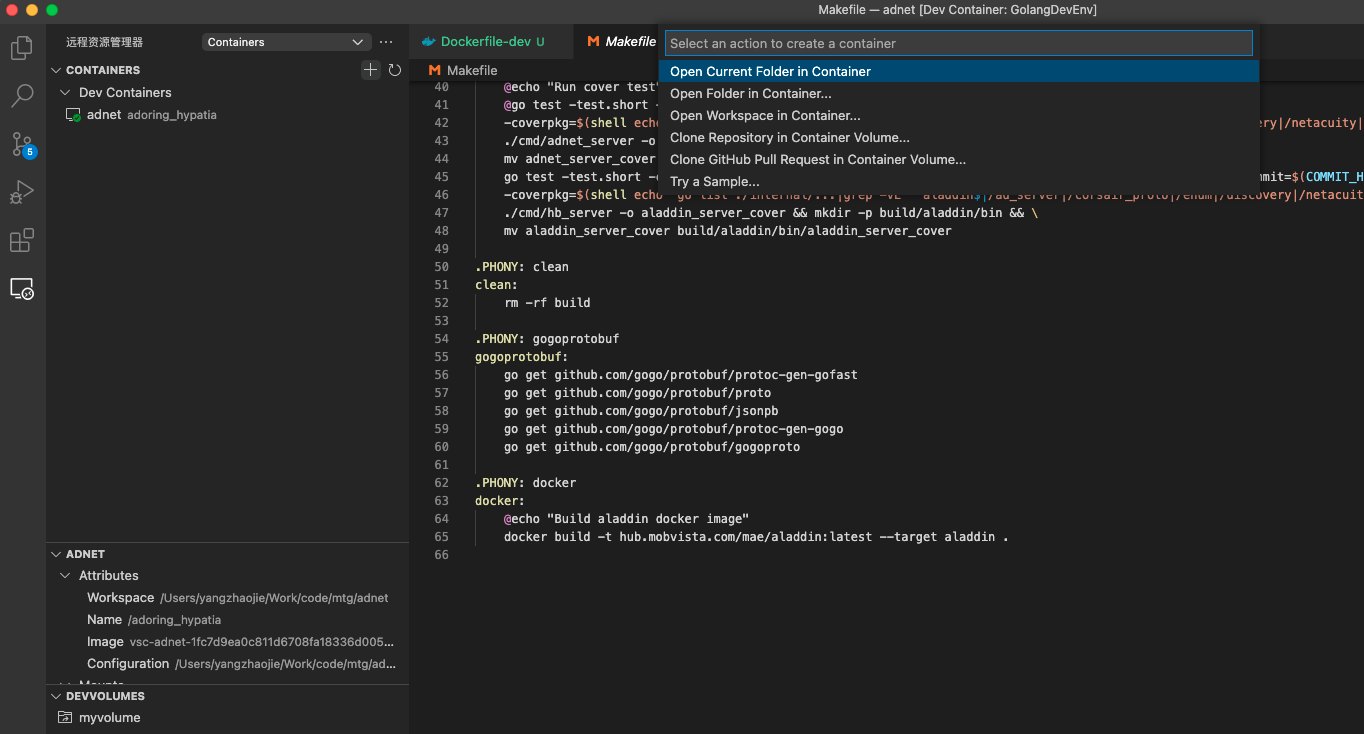 Makefile — adnet [Dev Container: GolangDevEnv]
远程资源管理器
Containers
CONTAINERS
Dev Containers
adnet adoring_hypatia
5
ADNET
Attributes
Workspace /Users/yangzhaojie/Work/code/mtg/adnet
Name /adoring_hypatia
Image vsc-adnet-1fc7d9ea0c811d6708fa18336d005...
Configuration /Users/yangzhaojie/Work/code/mtg/ad...
DEVVOLUMES
myvolume
Dockerfile-dev U
Makefile
Makefile
Select an action to create a container
Open Current Folder in Container
Open Folder in Container...
Open Workspace in Container...
Clone Repository in Container Volume...
Clone GitHub Pull Request in Container Volume...
Try a Sample...
40 @echo "Run cover test"
41 @go test -test.short -
42 -coverpkg=$(shell echo ery|/netacuity|
43 ./cmd/adnet_server -o
44 mv adnet_server_cover
45 go test -test.short - mmit=$(COMMIT_H
46 -coverpkg=$(shell echo `go list ./internal/...|grep -vE "aladdin$|/ad_server|/corsair_proto|/enum|/discovery|/netacuit
47 ./cmd/hb_server -o aladdin_server_cover && mkdir -p build/aladdin/bin && \
48 mv aladdin_server_cover build/aladdin/bin/aladdin_server_cover
49
50 .PHONY: clean
51 clean:
52 rm -rf build
53
54 .PHONY: gogoprotobuf
55 gogoprotobuf:
56 go get github.com/gogo/protobuf/protoc-gen-gofast
57 go get github.com/gogo/protobuf/proto
58 go get github.com/gogo/protobuf/jsonpb
59 go get github.com/gogo/protobuf/protoc-gen-gogo
60 go get github.com/gogo/protobuf/gogoproto
61
62 .PHONY: docker
63 docker:
64 @echo "Build aladdin docker image"
65 docker build -t hub.mobvista.com/mae/aladdin:latest --target aladdin .
66